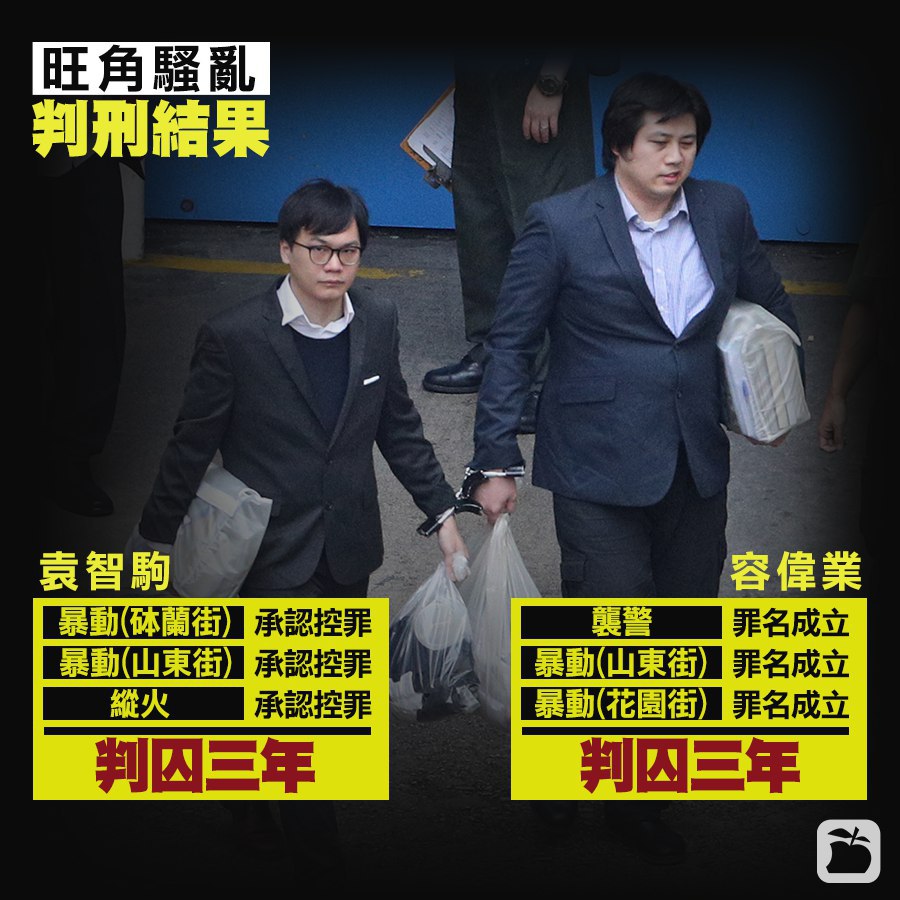 旺角騷亂
判刑結果
袁智駒
暴動(砵蘭街) 承認控罪
暴動(山東街) 承認控罪
縱火 承認控罪
判囚三年
容偉業
襲警 罪名成立
暴動(山東街) 罪名成立
暴動(花園街) 罪名成立
判囚三年